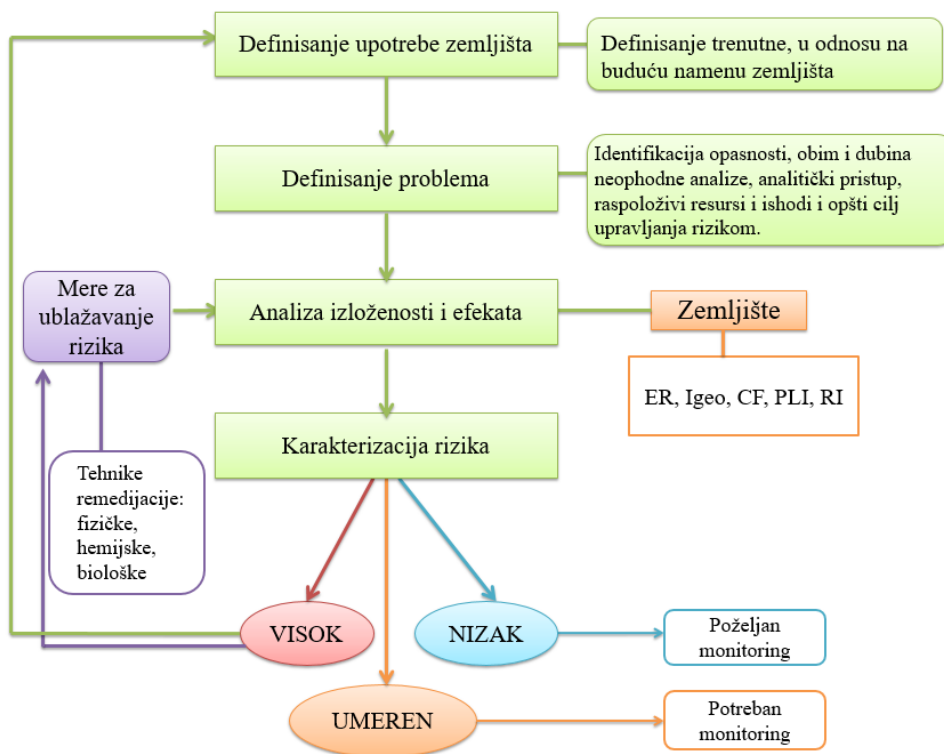 Definisanje upotrebe zemljišta
Definisanje trenutne, u odnosu na
buduću namenu zemljišta
Definisanje problema
Identifikacija opasnosti, obim i dubina
neophodne analize, analitički pristup,
raspoloživi resursi i ishodi i opšti cilj
upravljanja rizikom.
Mere za
ublažavanje
rizika
Analiza izloženosti i efekata
Zemljište
ER, Igeo, CF, PLI, RI
Karakterizacija rizika
Tehnike
remedijacije:
fizičke,
hemijske,
biološke
VISOK
NIZAK
Poželjan
monitoring
UMEREN
Potreban
monitoring